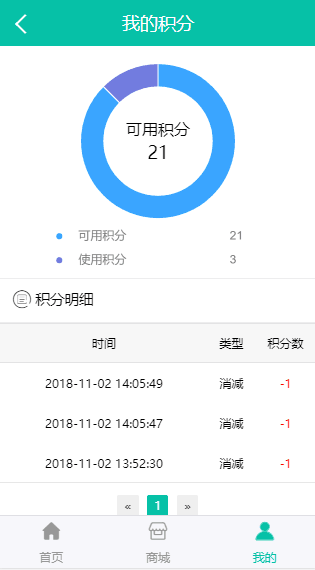 我的积分
可用积分
21
可用积分 21
使用积分 3
积分明细
时间 类型 积分数
2018-11-02 14:05:49 消减 -1
2018-11-02 14:05:47 消减 -1
2018-11-02 13:52:30 消减 -1
« 1 »
首页 商城 我的